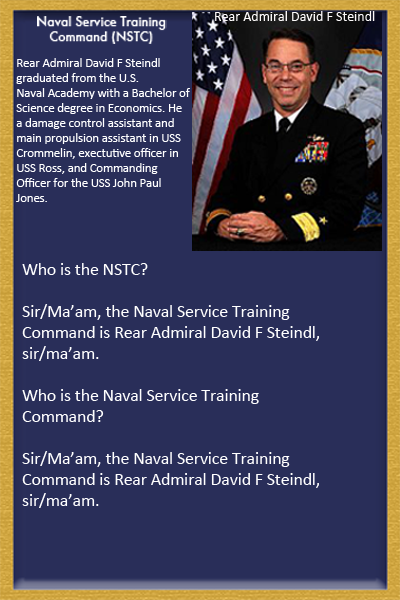 Naval Service Training
Command (NSTC)
Rear Admiral David F Steindl
Rear Admiral David F Steindl
graduated from the U.S.
Naval Academy with a Bachelor of
Science degree in Economics. He
a damage control assistant and
main propulsion assistant in USS
Crommelin, exectutive officer in
USS Ross, and Commanding
Officer for the USS John Paul
Jones.
Who is the NSTC?
Sir/Ma’am, the Naval Service Training
Command is Rear Admiral David F Steindl,
sir/ma’am.
Who is the Naval Service Training
Command?
Sir/Ma’am, the Naval Service Training
Command is Rear Admiral David F Steindl,
sir/ma’am.